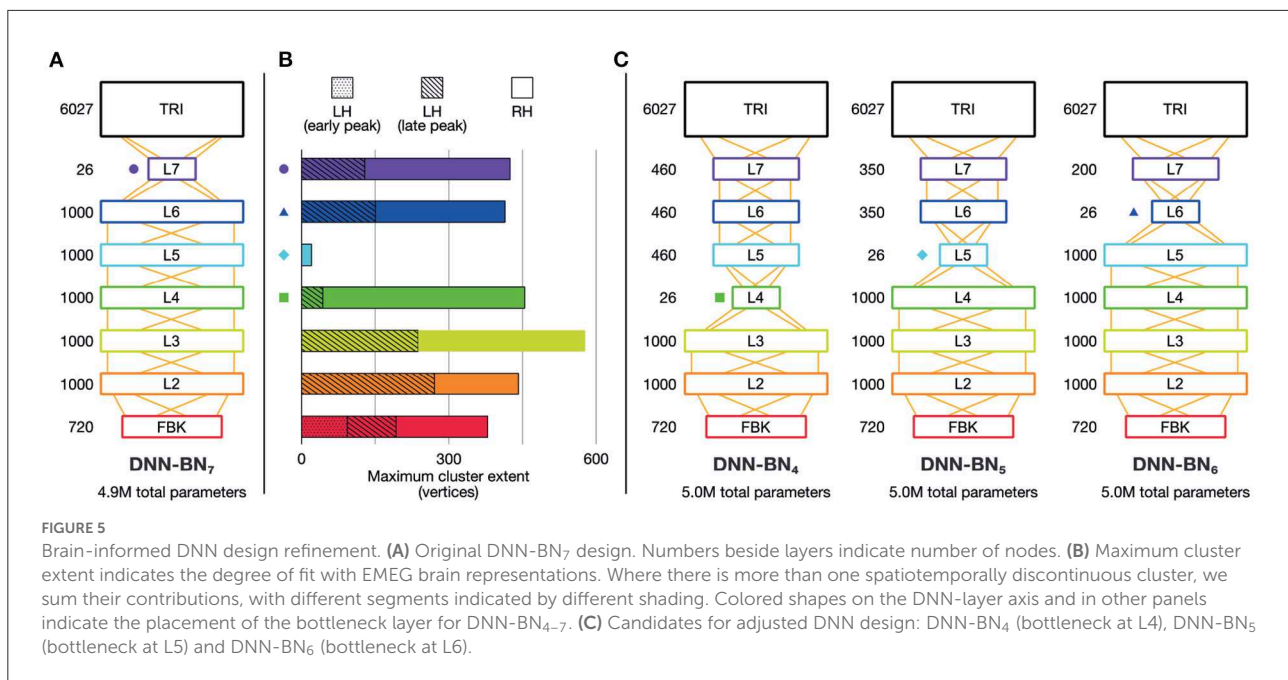 A
6027
TRI
26
L7
1000
L6
1000
L5
1000
L4
1000
L3
1000
L2
720
FBK
DNN-BN₇
4.9M total parameters
B
LH
(early peak)
LH
(late peak)
RH
0
300
600
Maximum cluster extent
(vertices)
C
6027
TRI
460
L7
460
L6
460
L5
26
L4
1000
L3
1000
L2
720
FBK
DNN-BN₄
5.0M total parameters
6027
TRI
350
L7
350
L6
26
L5
1000
L4
1000
L3
1000
L2
720
FBK
DNN-BN₅
5.0M total parameters
6027
TRI
200
L7
26
L6
1000
L5
1000
L4
1000
L3
1000
L2
720
FBK
DNN-BN₆
5.0M total parameters
FIGURE 5
Brain-informed DNN design refinement. (A) Original DNN-BN₇ design. Numbers beside layers indicate number of nodes. (B) Maximum cluster
extent indicates the degree of fit with EMEG brain representations. Where there is more than one spatiotemporally discontinuous cluster, we
sum their contributions, with different segments indicated by different shading. Colored shapes on the DNN-layer axis and in other panels
indicate the placement of the bottleneck layer for DNN-BN₄₋₇. (C) Candidates for adjusted DNN design: DNN-BN₄ (bottleneck at L4), DNN-BN₅
(bottleneck at L5) and DNN-BN₆ (bottleneck at L6).